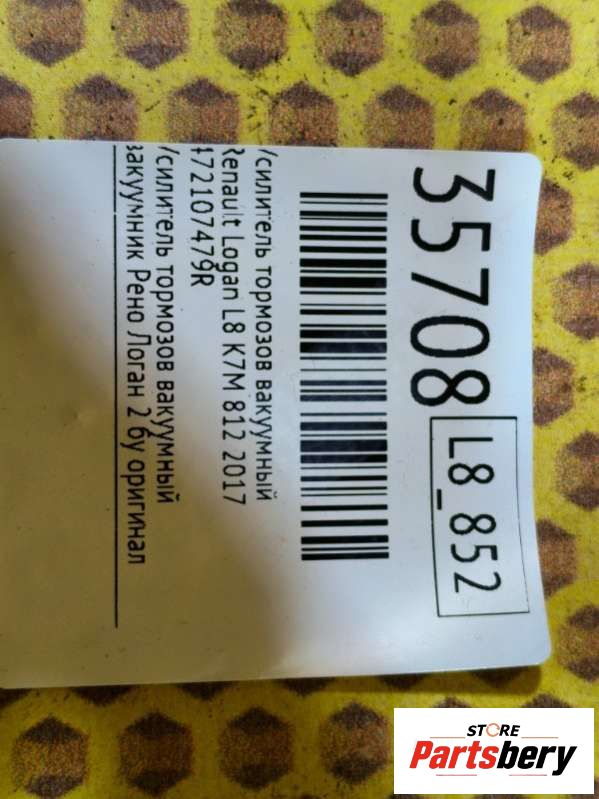 35708
L8_852
Усилитель тормозов вакуумный
Renault Logan L8 K7M 812 2017
472107479R
Усилитель тормозов вакуумный
вакуумник Рено Логан 2 бу оригинал
STORE
Partsbery